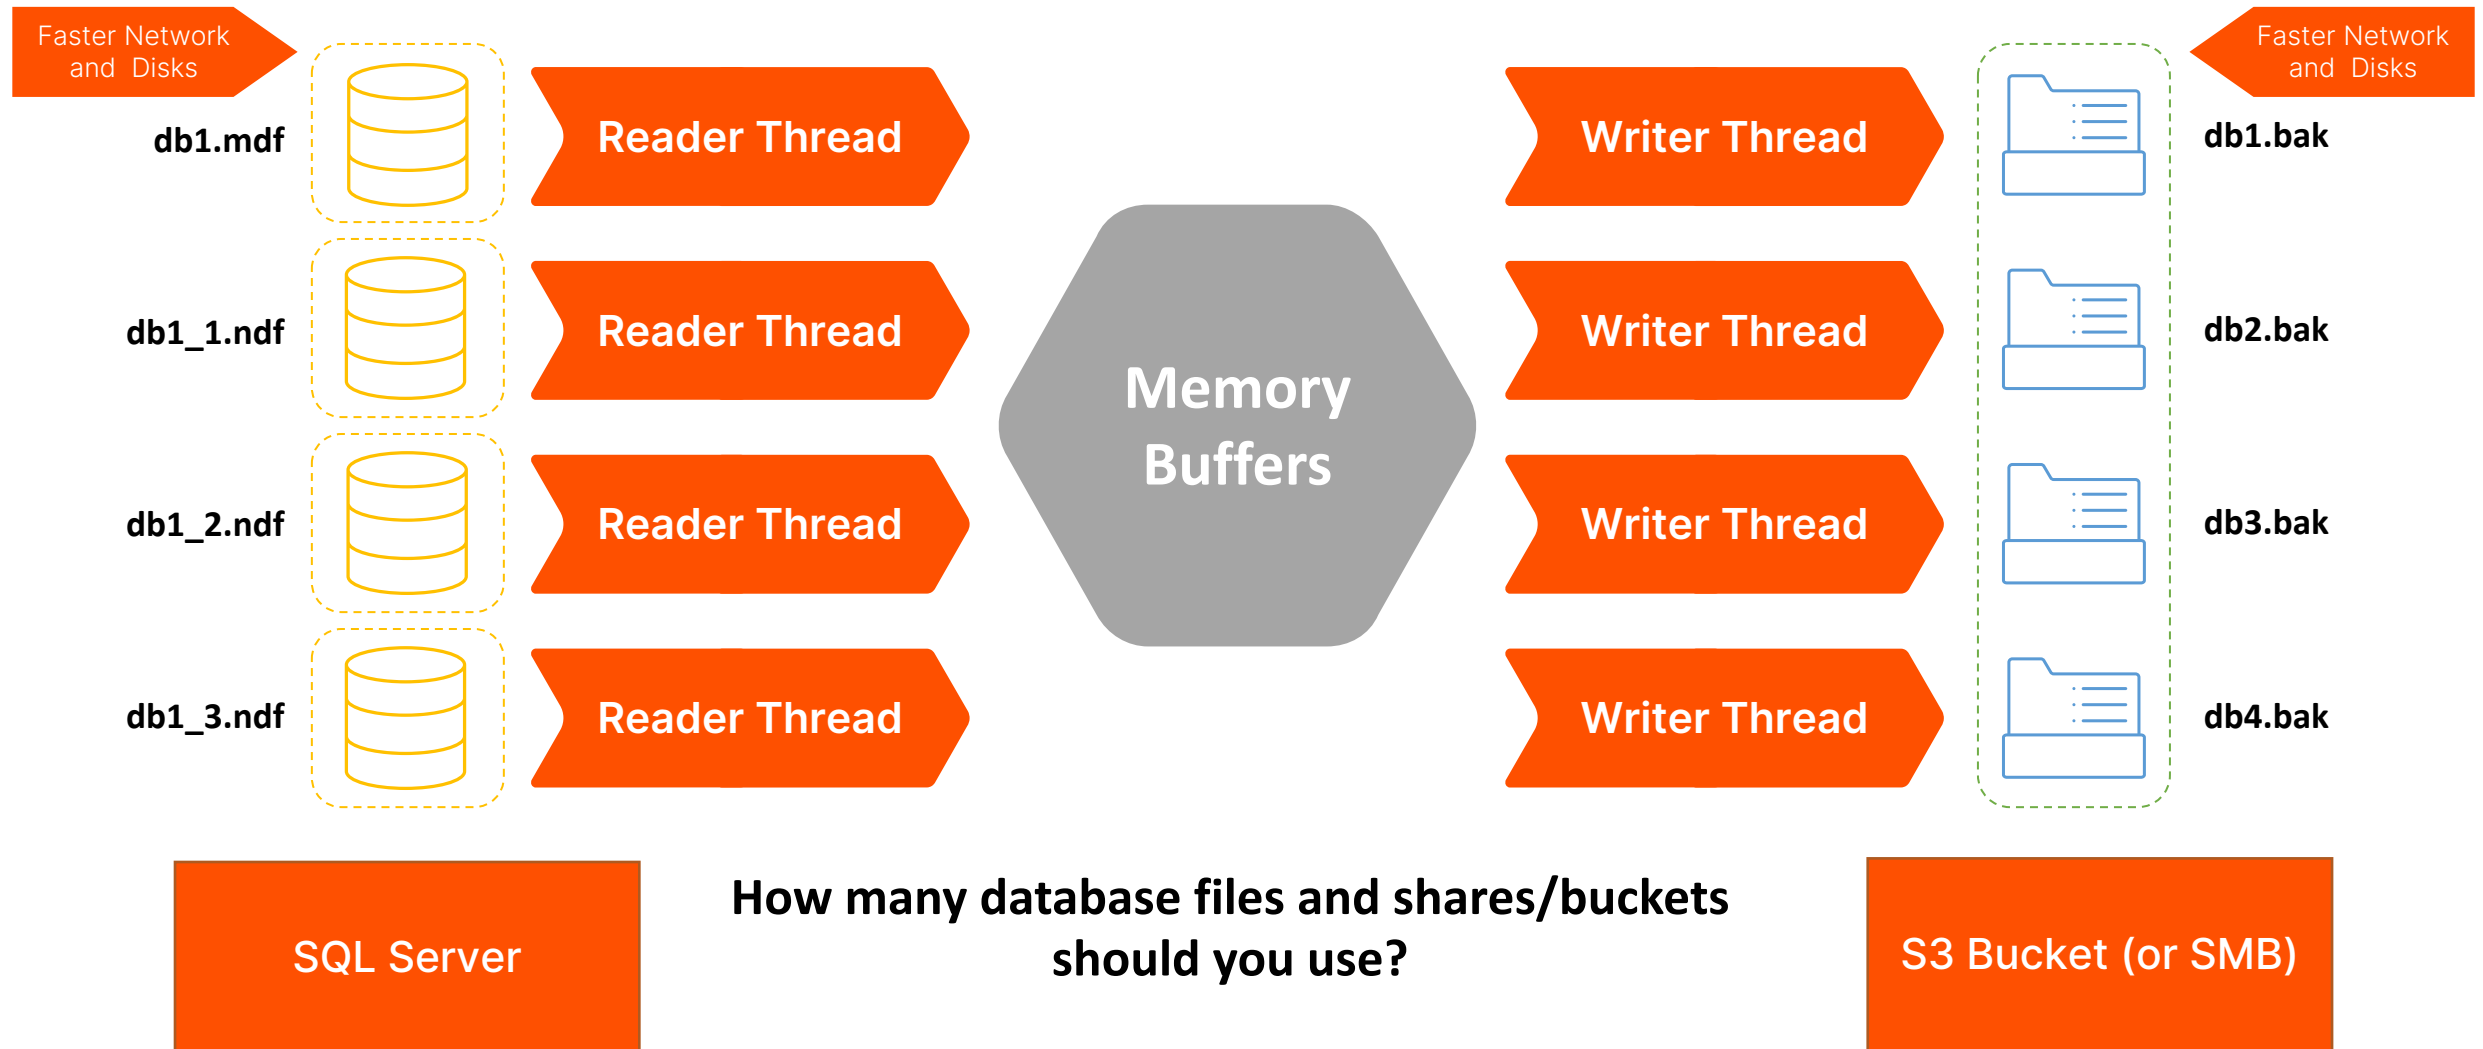 Faster Network
and Disks
Faster Network
and Disks
db1.mdf
Reader Thread
Writer Thread
db1.bak
db1_1.ndf
Reader Thread
Writer Thread
db2.bak
Memory
Buffers
db1_2.ndf
Reader Thread
Writer Thread
db3.bak
db1_3.ndf
Reader Thread
Writer Thread
db4.bak
SQL Server
How many database files and shares/buckets
should you use?
S3 Bucket (or SMB)